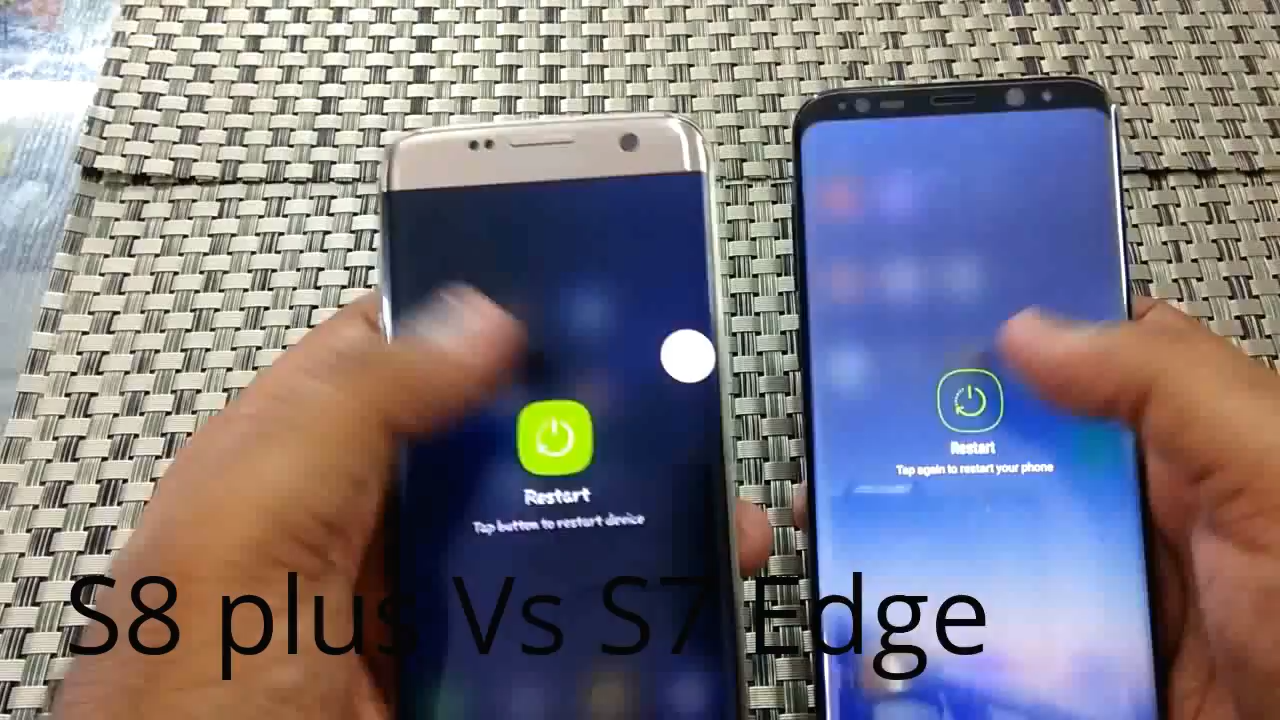 Restart
Tap button to restart device
Restart
Tap again to restart your phone
S8 plus Vs S7 Edge